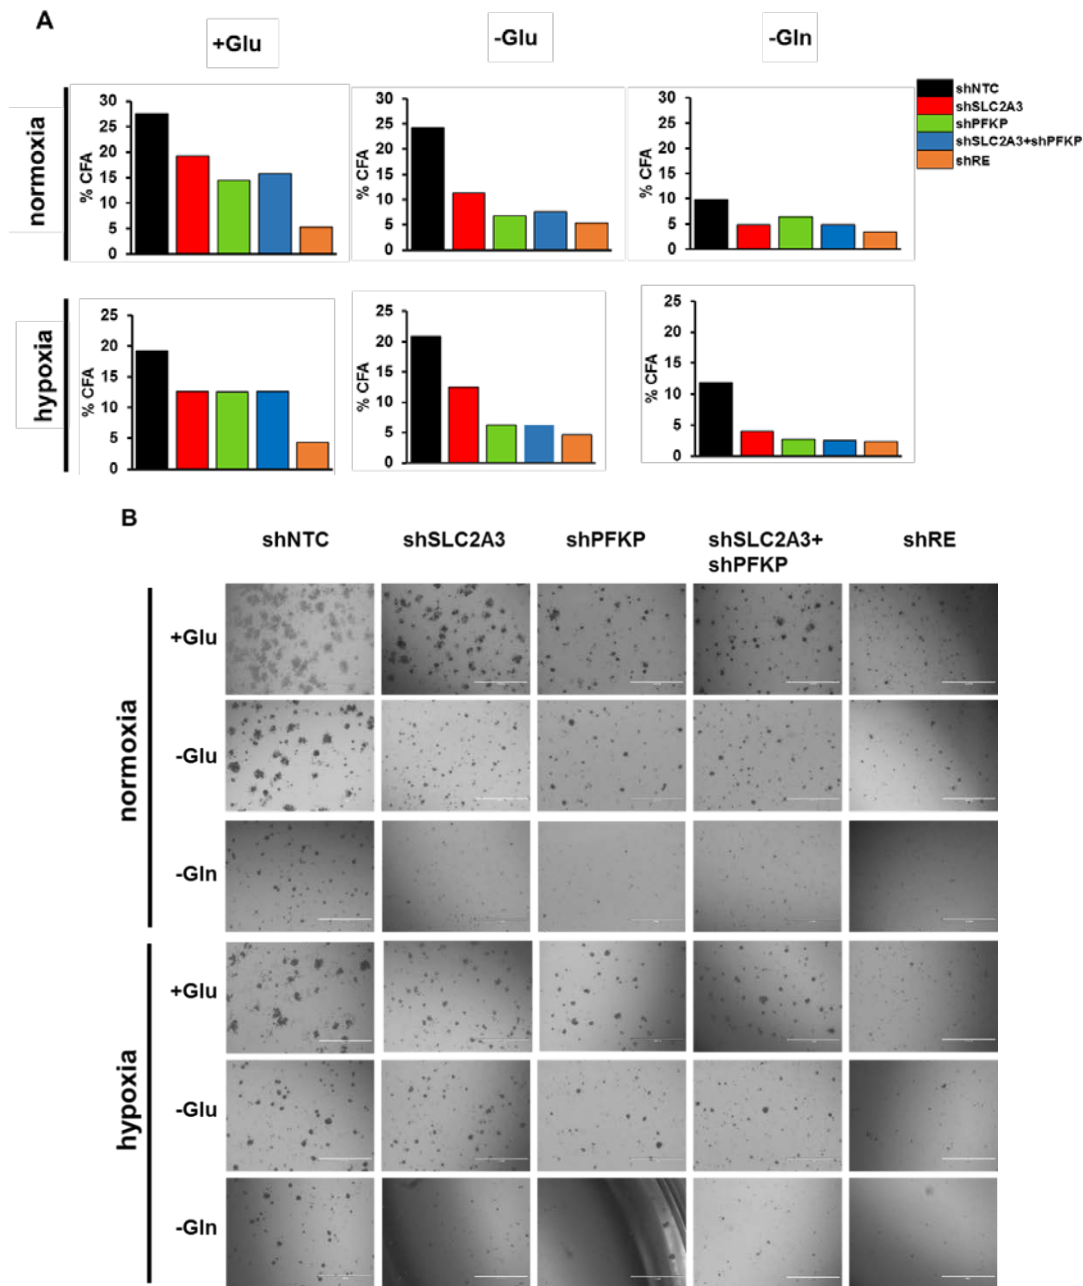 A
+Glu
-Glu
-Gln
normoxia
% CFA
30
25
20
15
10
5
0
% CFA
30
25
20
15
10
5
0
% CFA
30
25
20
15
10
5
0
shNTC
shSLC2A3
shPFKP
shSLC2A3+shPFKP
shRE
hypoxia
% CFA
25
20
15
10
5
0
% CFA
25
20
15
10
5
0
% CFA
25
20
15
10
5
0
B
shNTC
shSLC2A3
shPFKP
shSLC2A3+
shPFKP
shRE
normoxia
+Glu
-Glu
-Gln
hypoxia
+Glu
-Glu
-Gln